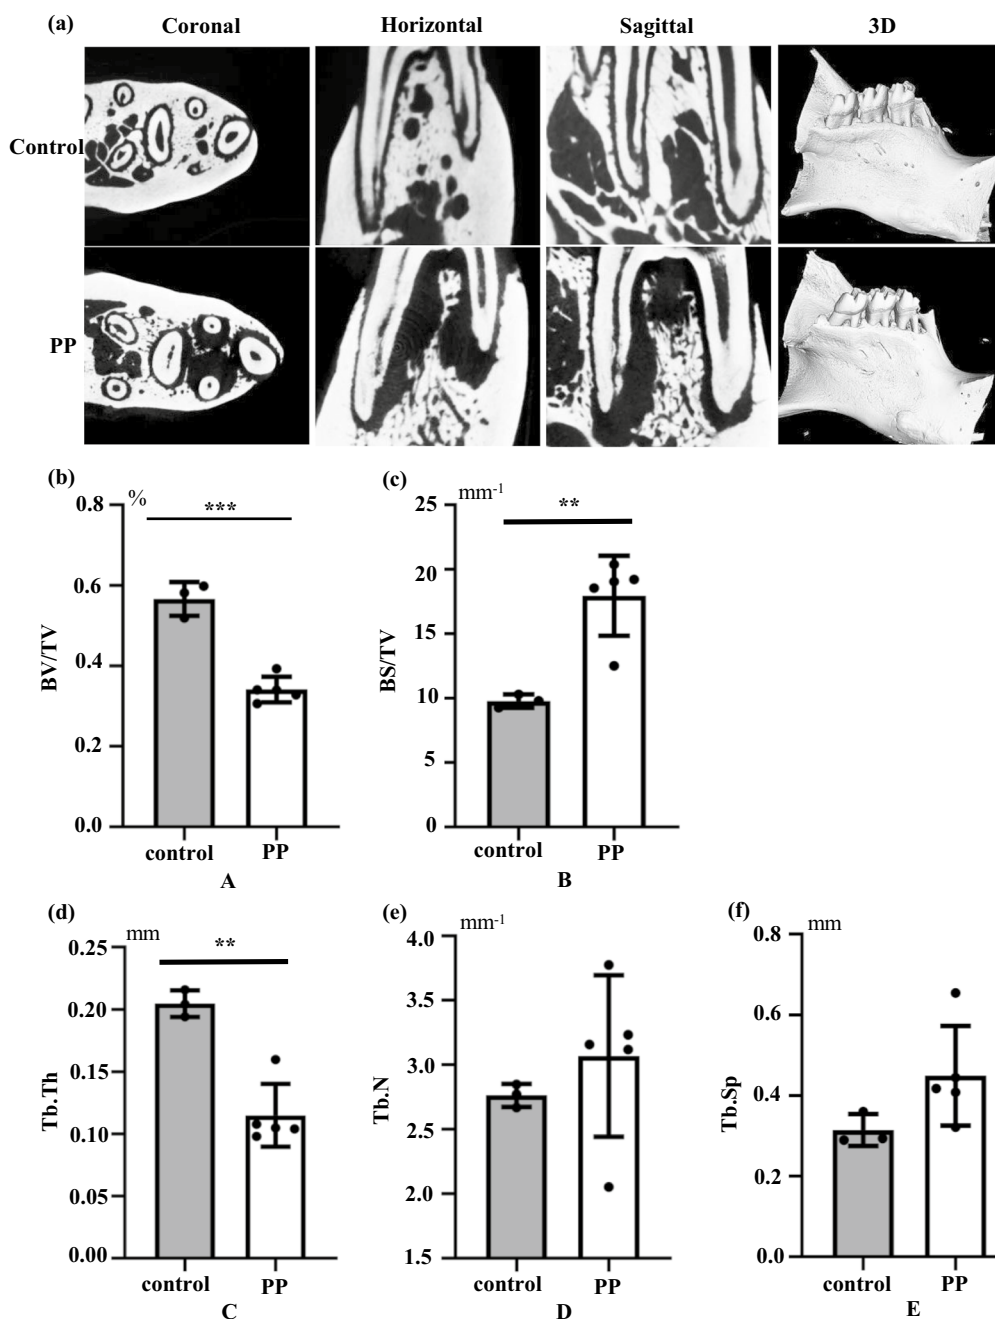 (a) Coronal Horizontal Sagittal 3D
Control
PP
(b)
%
***
0.8
0.6
0.4
0.2
0.0
BV/TV
control PP
A
(c)
mm-1
**
25
20
15
10
5
0
BS/TV
control PP
B
(d)
mm
**
0.25
0.20
0.15
0.10
0.05
0.00
Tb.Th
control PP
C
(e)
mm-1
4.0
3.5
3.0
2.5
2.0
1.5
Tb.N
control PP
D
(f)
mm
0.8
0.6
0.4
0.2
0.0
Tb.Sp
control PP
E